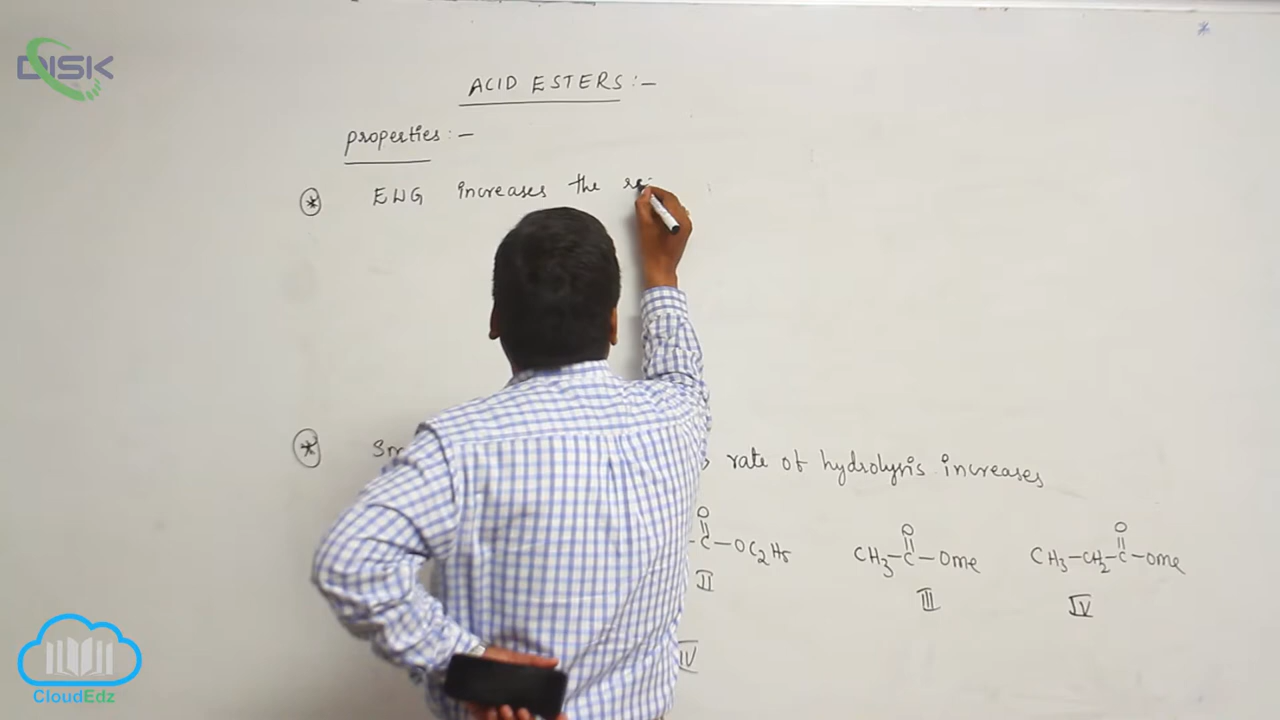 DISK
ACID ESTERS :-
properties :-
* EWG increases the
* rate of hydrolysis increases
O O O
C-OC2H5 CH3-C-OMe CH3-CH2-C-OMe
II III IV
IV
CloudEdz